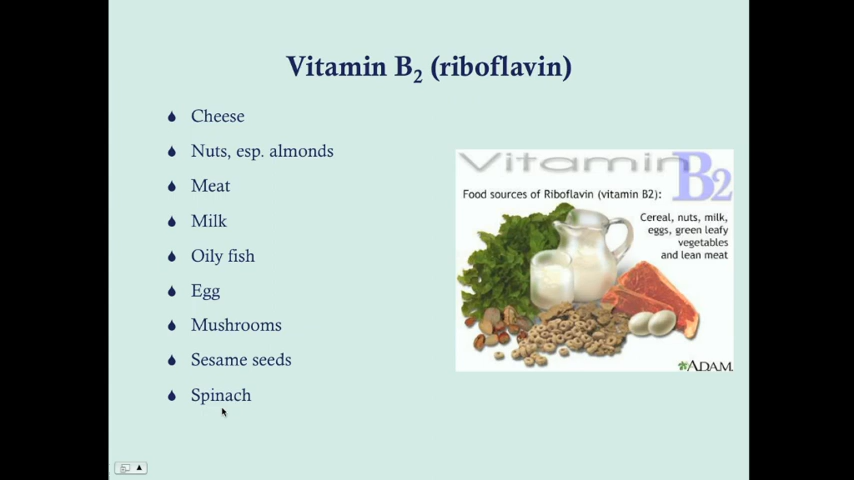 Vitamin B2 (riboflavin)
Cheese
Nuts, esp. almonds
Meat
Milk
Oily fish
Egg
Mushrooms
Sesame seeds
Spinach
Vitamin B2
Food sources of Riboflavin (vitamin B2):
Cereal, nuts, milk,
eggs, green leafy
vegetables
and lean meat
ADAM.